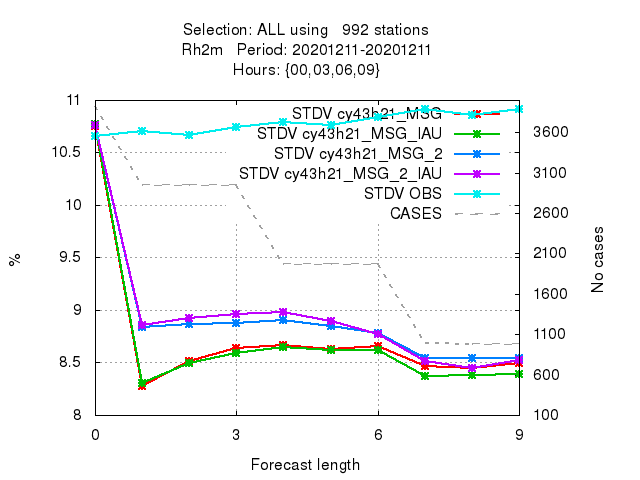 Selection: ALL using   992 stations
Rh2m   Period: 20201211-20201211
Hours: {00,03,06,09}
STDV cy43h21_MSG
STDV cy43h21_MSG_IAU
STDV cy43h21_MSG_2
STDV cy43h21_MSG_2_IAU
STDV OBS
CASES
11
10.5
10
9.5
9
8.5
8
%
3600
3100
2600
2100
1600
1100
600
100
No cases
0 3 6 9
Forecast length